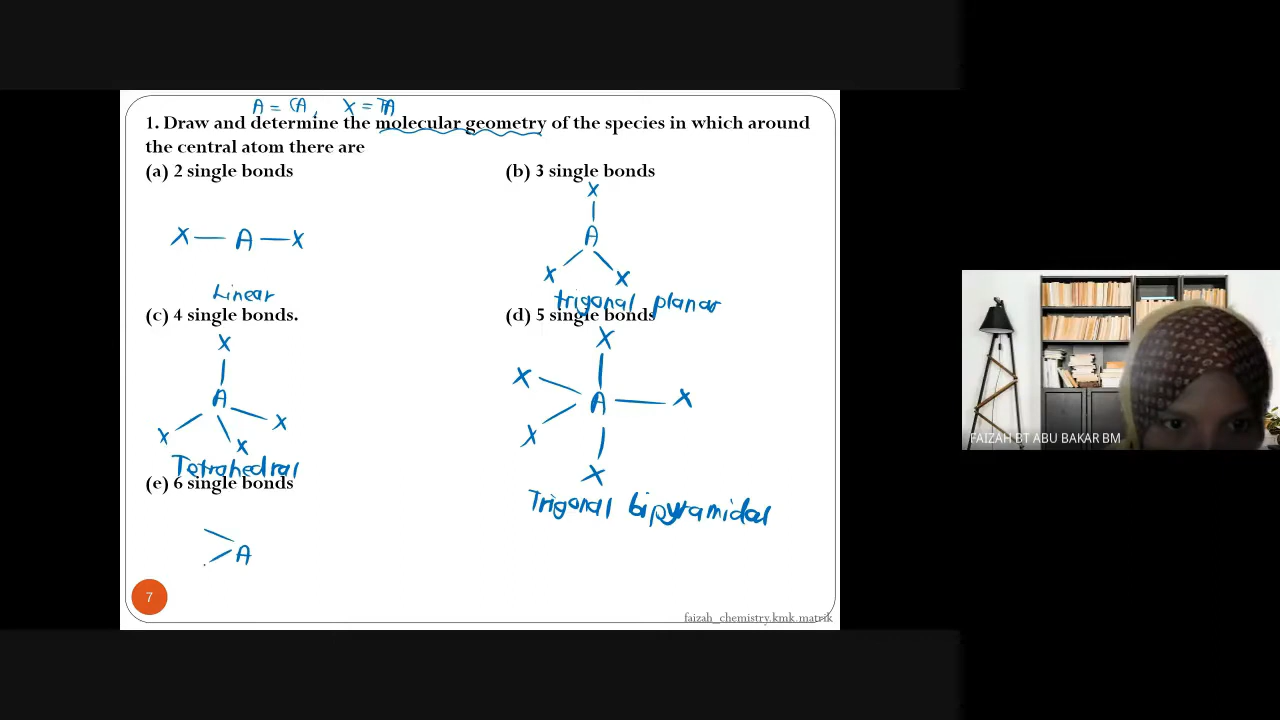 A = CA, X = TA
1. Draw and determine the molecular geometry of the species in which around
the central atom there are
(a) 2 single bonds
X A X
Linear
(b) 3 single bonds
X
A
X X
trigonal planar
(c) 4 single bonds.
X
A
X X X
Tetrahedral
(d) 5 single bonds
X
X
A X
X
X
Trigonal bipyramidal
(e) 6 single bonds
A
7
faizah_chemistry.kmk.matrik
FAIZAH BT ABU BAKAR BM